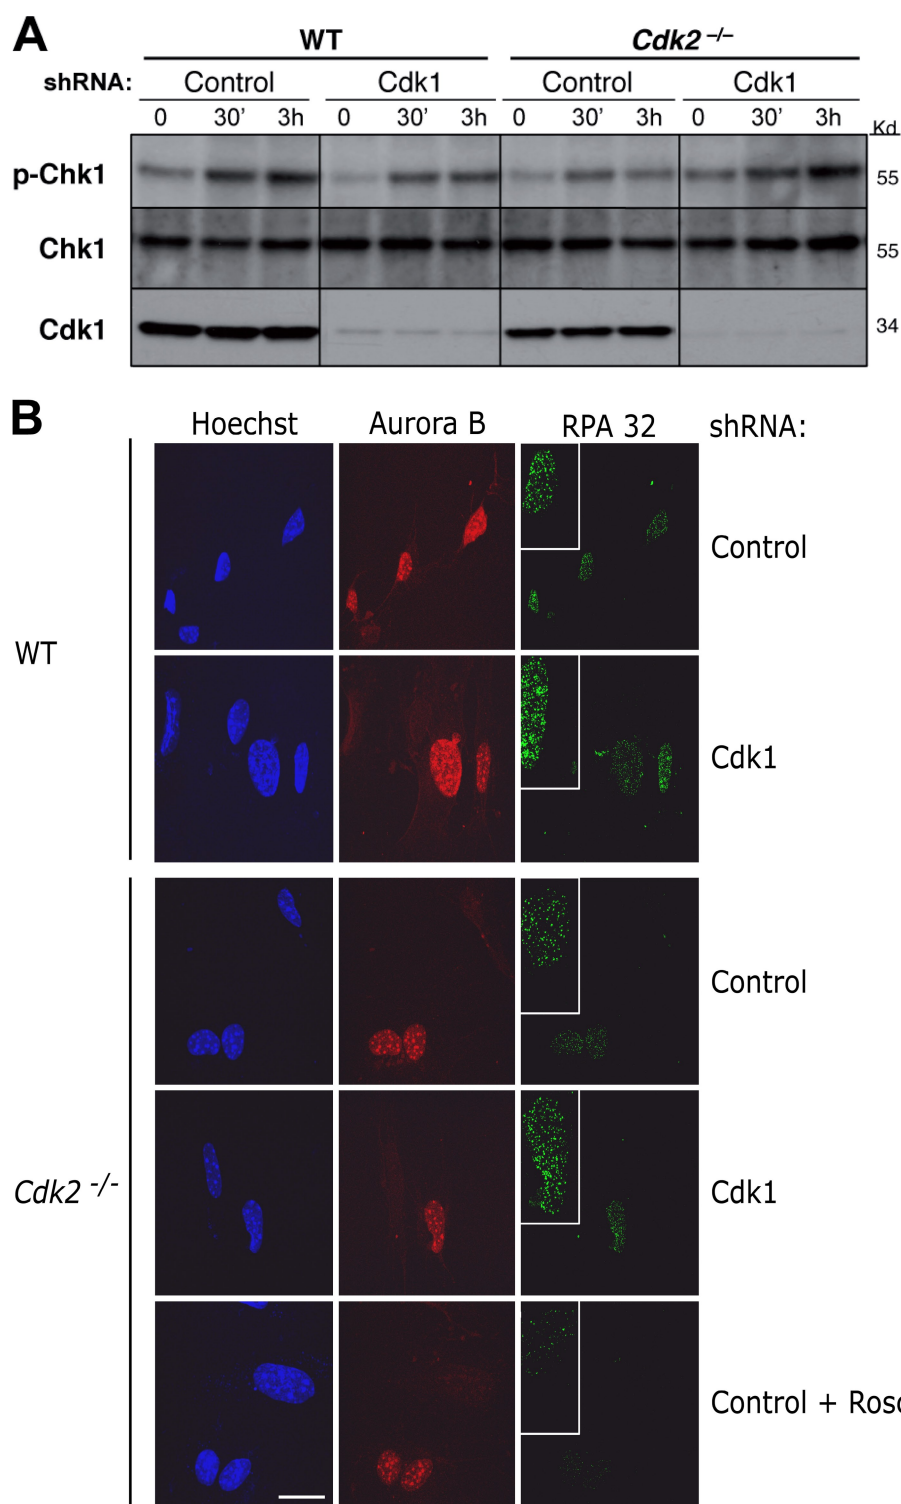 A
WT Cdk2 –/–
shRNA: Control Cdk1 Control Cdk1
0 30’ 3h 0 30’ 3h 0 30’ 3h 0 30’ 3h
Kd
p-Chk1 55
Chk1 55
Cdk1 34
B
Hoechst Aurora B RPA 32 shRNA:
Control
WT
Cdk1
Control
Cdk2 -/- Cdk1
Control + Rosc